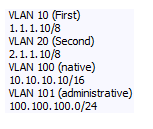 VLAN 10 (First)
1.1.1.10/8
VLAN 20 (Second)
2.1.1.10/8
VLAN 100 (native)
10.10.10.10/16
VLAN 101 (administrative)
100.100.100.0/24